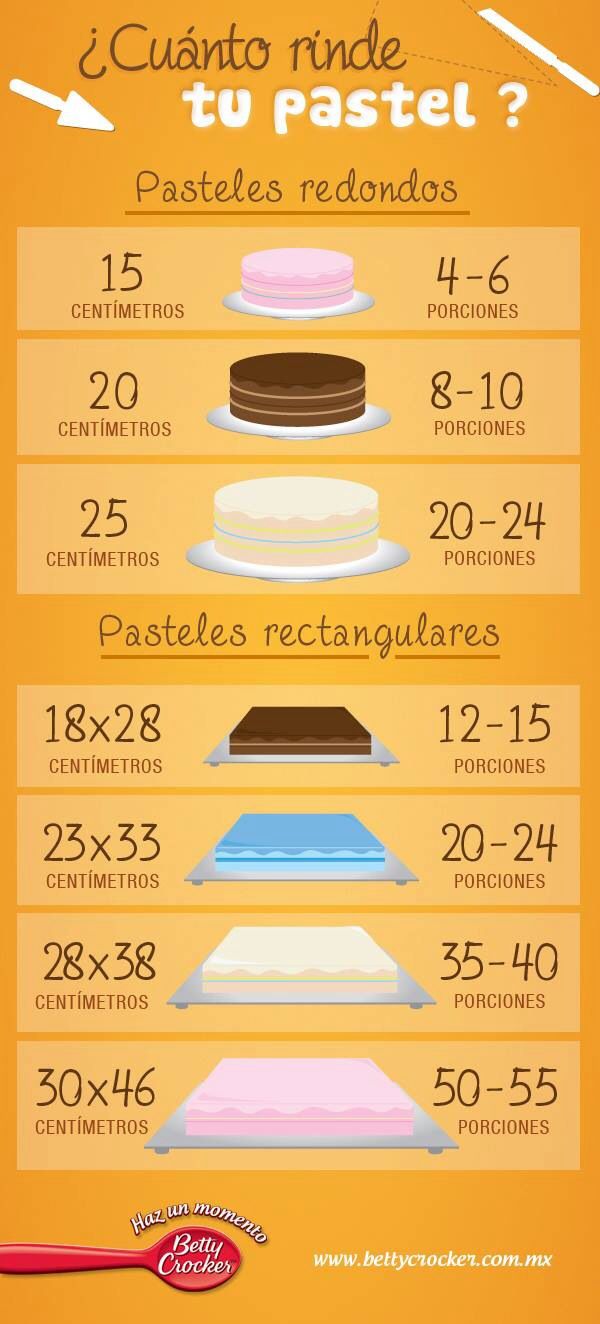 ¿Cuánto rinde
tu pastel ?
Pasteles redondos
15
CENTÍMETROS
4-6
PORCIONES
20
CENTÍMETROS
8-10
PORCIONES
25
CENTÍMETROS
20-24
PORCIONES
Pasteles rectangulares
18x28
CENTÍMETROS
12-15
PORCIONES
23x33
CENTÍMETROS
20-24
PORCIONES
28x38
CENTÍMETROS
35-40
PORCIONES
30x46
CENTÍMETROS
50-55
PORCIONES
Haz un momento
Betty
Crocker
www.bettycrocker.com.mx